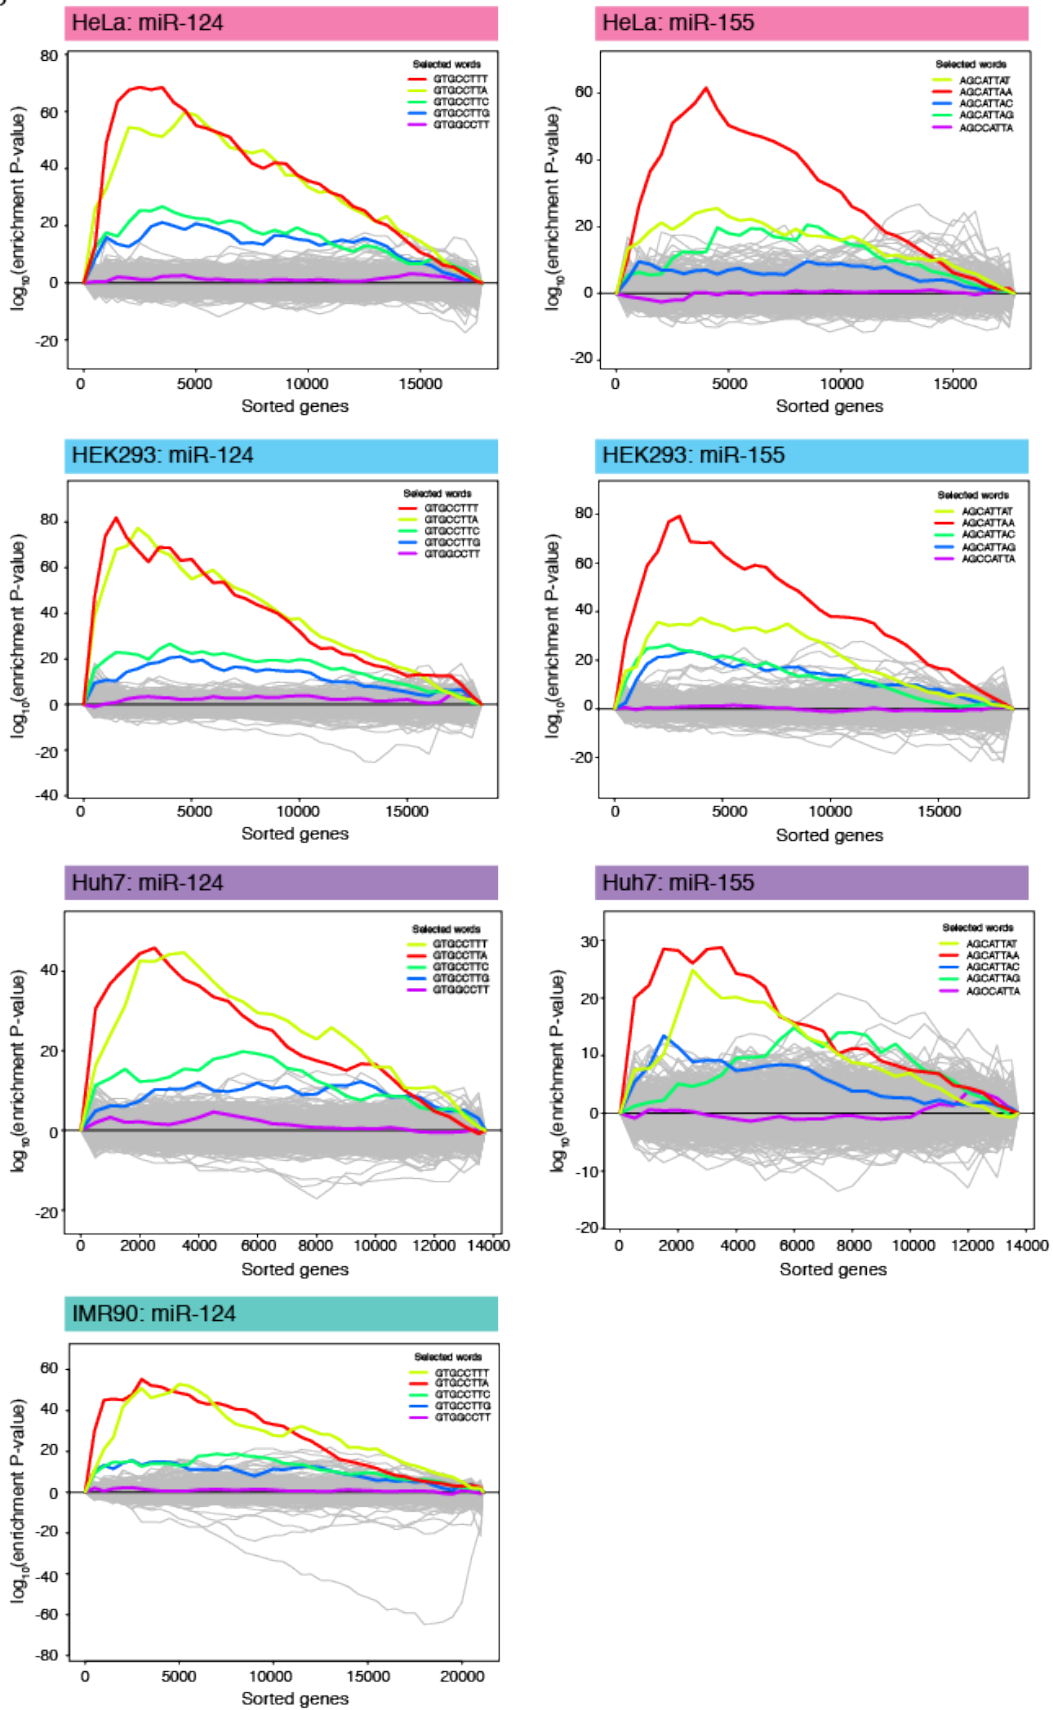 HeLa: miR-124
80
60
40
20
0
-20
log10(enrichment P-value)
Selected words
GTGCCTTT
GTGCCTTA
GTGCCTTC
GTGCCTTG
GTGGCCTT
0 5000 10000 15000
Sorted genes
HeLa: miR-155
60
40
20
0
-20
log10(enrichment P-value)
Selected words
AGCATTAT
AGCATTAA
AGCATTAC
AGCATTAG
AGCCATTA
0 5000 10000 15000
Sorted genes
HEK293: miR-124
80
60
40
20
0
-20
-40
log10(enrichment P-value)
Selected words
GTGCCTTT
GTGCCTTA
GTGCCTTC
GTGCCTTG
GTGGCCTT
0 5000 10000 15000
Sorted genes
HEK293: miR-155
80
60
40
20
0
-20
log10(enrichment P-value)
Selected words
AGCATTAT
AGCATTAA
AGCATTAC
AGCATTAG
AGCCATTA
0 5000 10000 15000
Sorted genes
Huh7: miR-124
40
20
0
-20
log10(enrichment P-value)
Selected words
GTGCCTTT
GTGCCTTA
GTGCCTTC
GTGCCTTG
GTGGCCTT
0 2000 4000 6000 8000 10000 12000 14000
Sorted genes
Huh7: miR-155
30
20
10
0
-10
-20
log10(enrichment P-value)
Selected words
AGCATTAT
AGCATTAA
AGCATTAC
AGCATTAG
AGCCATTA
0 2000 4000 6000 8000 10000 12000 14000
Sorted genes
IMR90: miR-124
60
40
20
0
-20
-40
-60
-80
log10(enrichment P-value)
Selected words
GTGCCTTT
GTGCCTTA
GTGCCTTC
GTGCCTTG
GTGGCCTT
0 5000 10000 15000 20000
Sorted genes